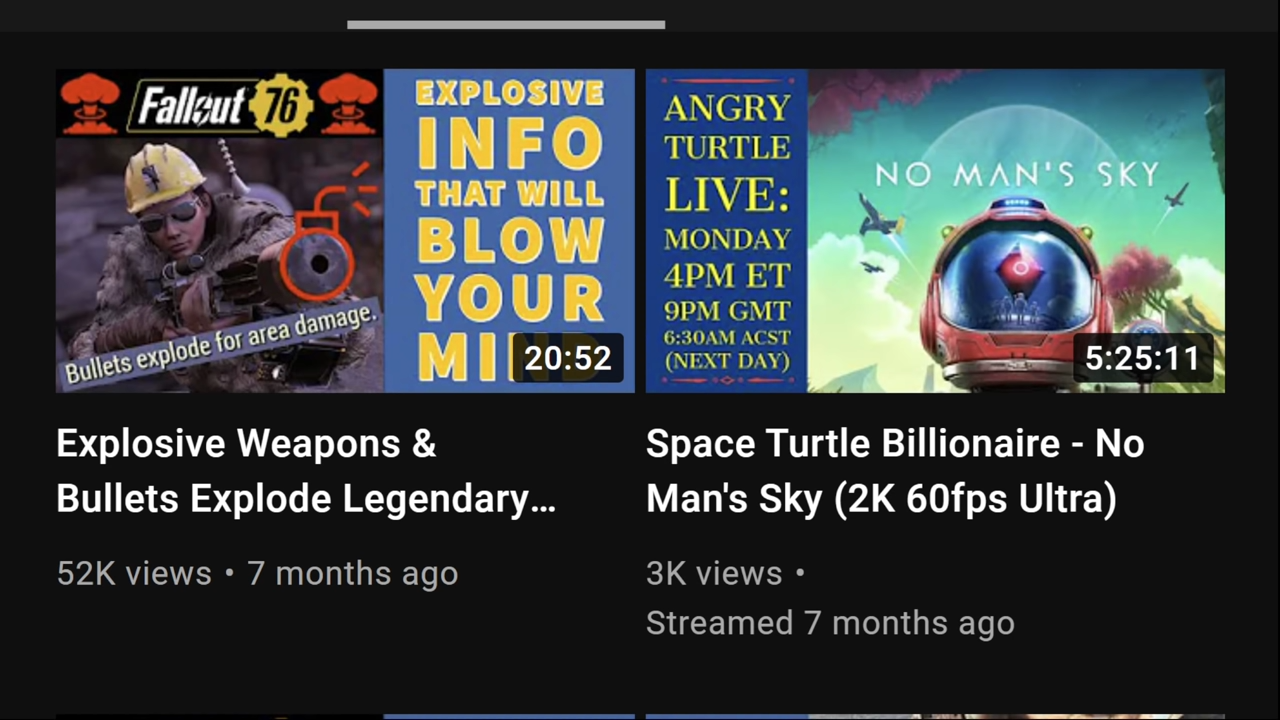 Fallout 76
Bullets explode for area damage.
EXPLOSIVE
INFO
THAT WILL
BLOW
YOUR
MIND
20:52
ANGRY
TURTLE
LIVE:
MONDAY
4PM ET
9PM GMT
6:30AM ACST
(NEXT DAY)
NO MAN'S SKY
5:25:11
Explosive Weapons &
Bullets Explode Legendary...
52K views • 7 months ago
Space Turtle Billionaire - No
Man's Sky (2K 60fps Ultra)
3K views •
Streamed 7 months ago